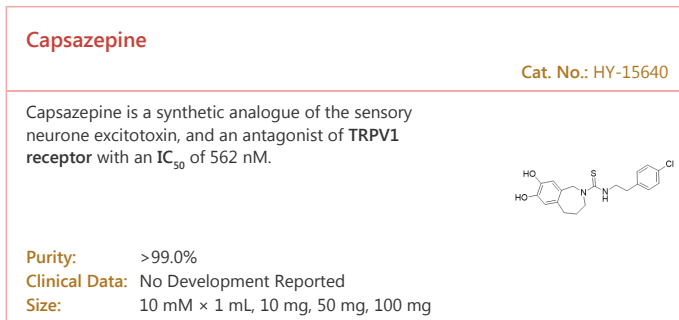 Capsazepine
Cat. No.: HY-15640
Capsazepine is a synthetic analogue of the sensory
neurone excitotoxin, and an antagonist of TRPV1
receptor with an IC50 of 562 nM.
HO
HO
N
S
N
H
Cl
Purity: >99.0%
Clinical Data: No Development Reported
Size: 10 mM × 1 mL, 10 mg, 50 mg, 100 mg